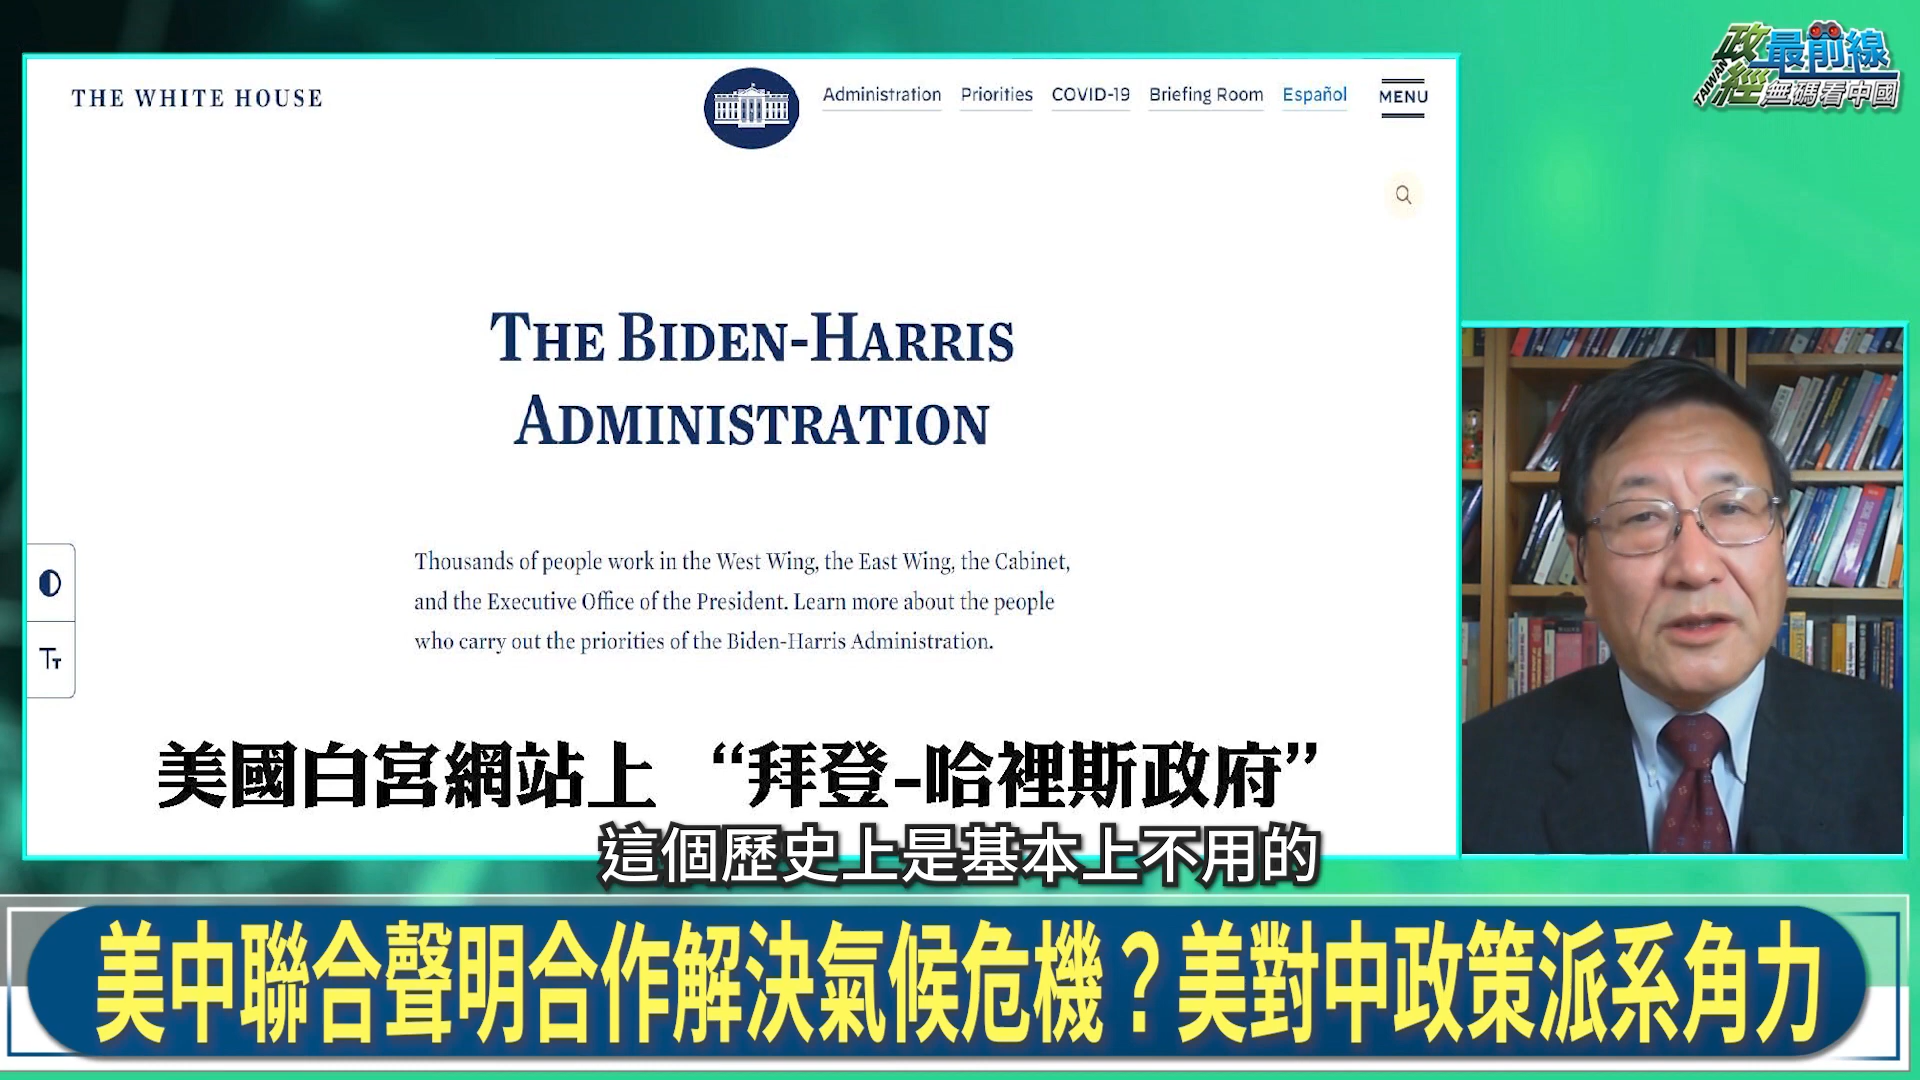 THE WHITE HOUSE
Administration
Priorities
COVID-19
Briefing Room
Español
MENU
政經最前線
TAIWAN
無碼看中國
THE BIDEN-HARRIS
ADMINISTRATION
Thousands of people work in the West Wing, the East Wing, the Cabinet,
and the Executive Office of the President. Learn more about the people
who carry out the priorities of the Biden-Harris Administration.
TT
美國白宮網站上 “拜登-哈裡斯政府”
這個歷史上是基本上不用的
美中聯合聲明合作解決氣候危機？美對中政策派系角力